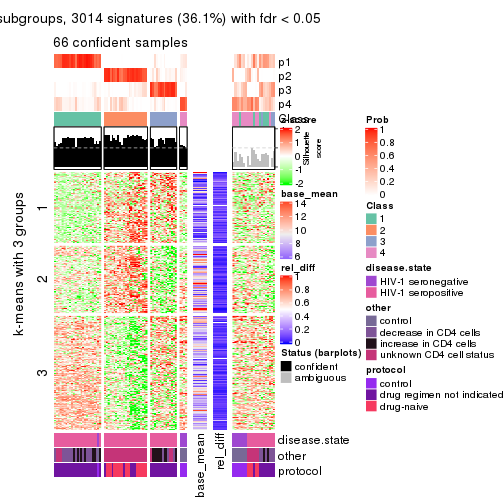 subgroups, 3014 signatures (36.1%) with fdr < 0.05
66 confident samples
p1
p2
p3
p4
Class
z-score
2
1
0
-1
-2
Silhouette
score
k-means with 3 groups
1
2
3
base_mean
14
12
10
8
6
rel_diff
1
0.8
0.6
0.4
0.2
0
Status (barplots)
confident
ambiguous
Prob
1
0.8
0.6
0.4
0.2
0
Class
1
2
3
4
disease.state
HIV-1 seronegative
HIV-1 seropositive
other
control
decrease in CD4 cells
increase in CD4 cells
unknown CD4 cell status
protocol
control
drug regimen not indicated
drug-naive
disease.state
other
protocol
base_mean
rel_diff